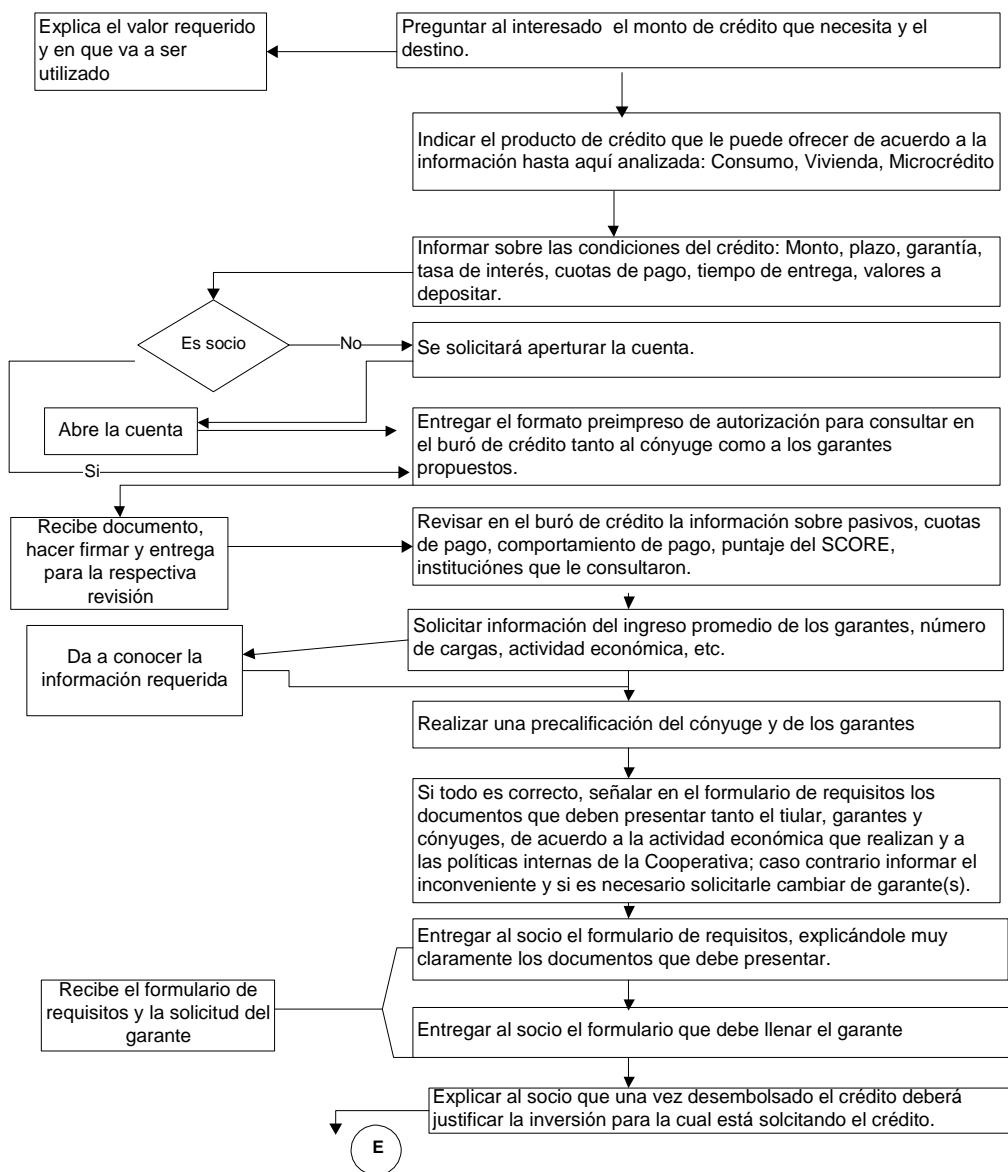 Explica el valor requerido
y en que va a ser
utilizado
Preguntar al interesado  el monto de crédito que necesita y el
destino.
Indicar el producto de crédito que le puede ofrecer de acuerdo a la
información hasta aquí analizada: Consumo, Vivienda, Microcrédito
Informar sobre las condiciones del crédito: Monto, plazo, garantía,
tasa de interés, cuotas de pago, tiempo de entrega, valores a
depositar.
Es socio
No
Se solicitará aperturar la cuenta.
Abre la cuenta
Entregar el formato preimpreso de autorización para consultar en
el buró de crédito tanto al cónyuge como a los garantes
propuestos.
Si
Recibe documento,
hacer firmar y entrega
para la respectiva
revisión
Revisar en el buró de crédito la información sobre pasivos, cuotas
de pago, comportamiento de pago, puntaje del SCORE,
instituciónes que le consultaron.
Solicitar información del ingreso promedio de los garantes, número
de cargas, actividad económica, etc.
Da a conocer la
información requerida
Realizar una precalificación del cónyuge y de los garantes
Si todo es correcto, señalar en el formulario de requisitos los
documentos que deben presentar tanto el tiular, garantes y
cónyuges, de acuerdo a la actividad económica que realizan y a
las políticas internas de la Cooperativa; caso contrario informar el
inconveniente y si es necesario solicitarle cambiar de garante(s).
Entregar al socio el formulario de requisitos, explicándole muy
claramente los documentos que debe presentar.
Recibe el formulario de
requisitos y la solicitud del
garante
Entregar al socio el formulario que debe llenar el garante
Explicar al socio que una vez desembolsado el crédito deberá
justificar la inversión para la cual está solcitando el crédito.
E